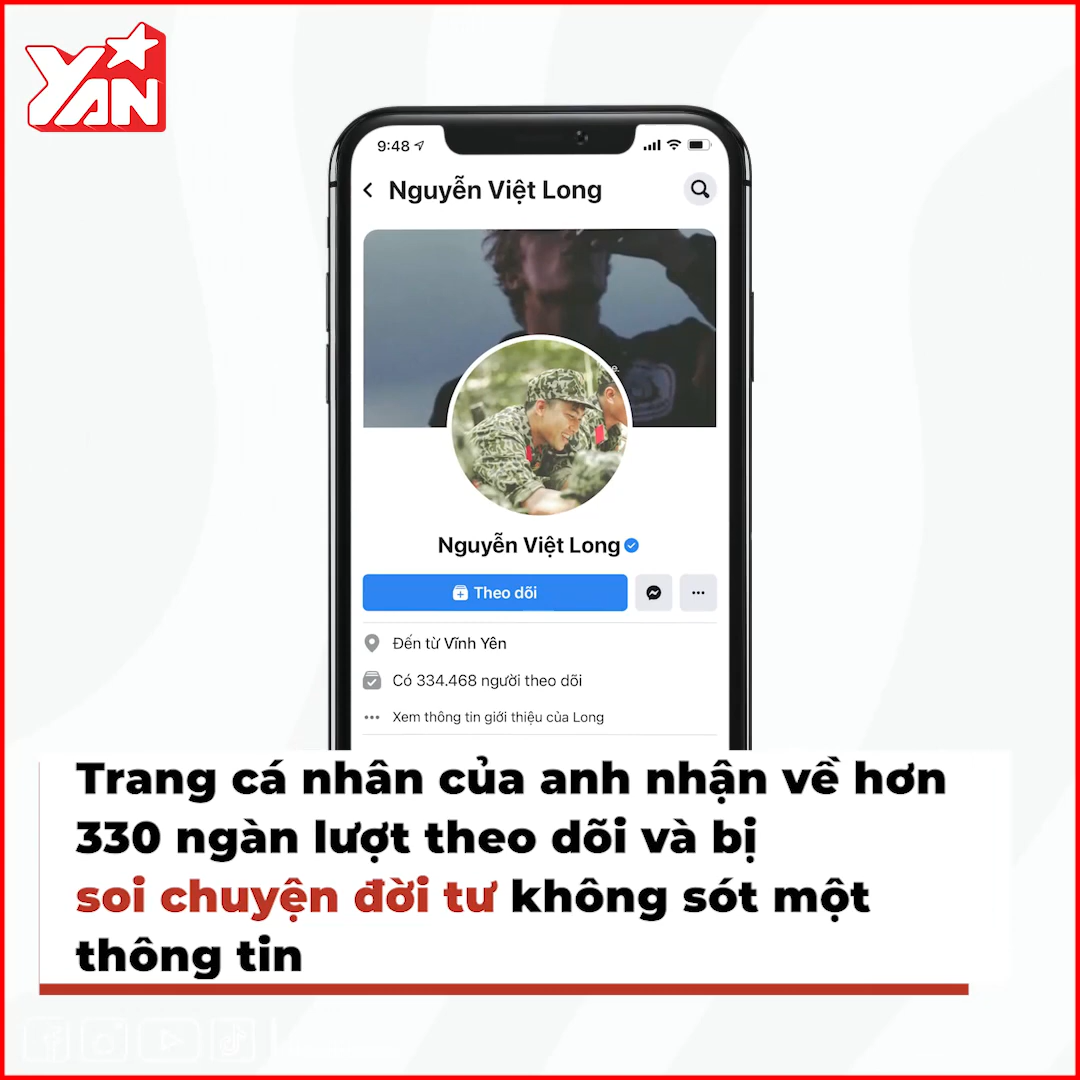 YAN
9:48
Nguyễn Việt Long
Nguyễn Việt Long
Theo dõi
Đến từ Vĩnh Yên
Có 334.468 người theo dõi
Xem thông tin giới thiệu của Long
Trang cá nhân của anh nhận về hơn
330 ngàn lượt theo dõi và bị
soi chuyện đời tư không sót một
thông tin